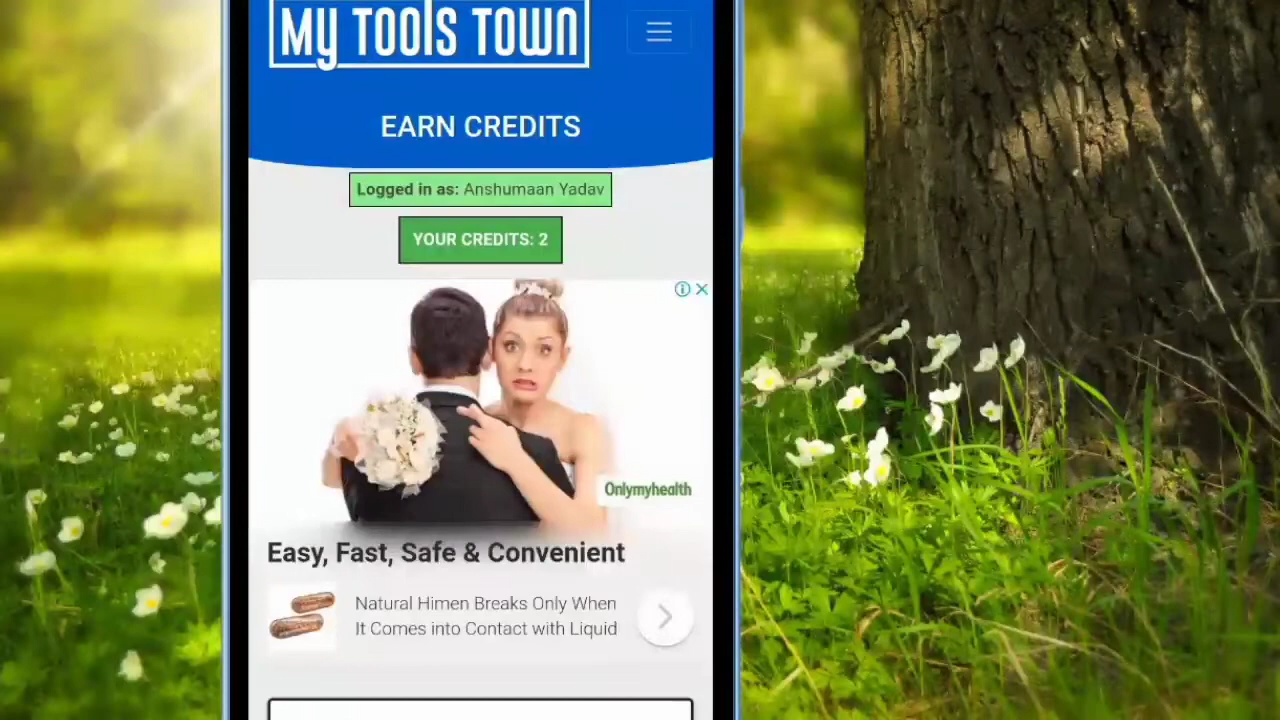 My TOOlS TOWN
EARN CREDITS
Logged in as: Anshumaan Yadav
YOUR CREDITS: 2
Onlymyhealth
Easy, Fast, Safe & Convenient
Natural Himen Breaks Only When
It Comes into Contact with Liquid